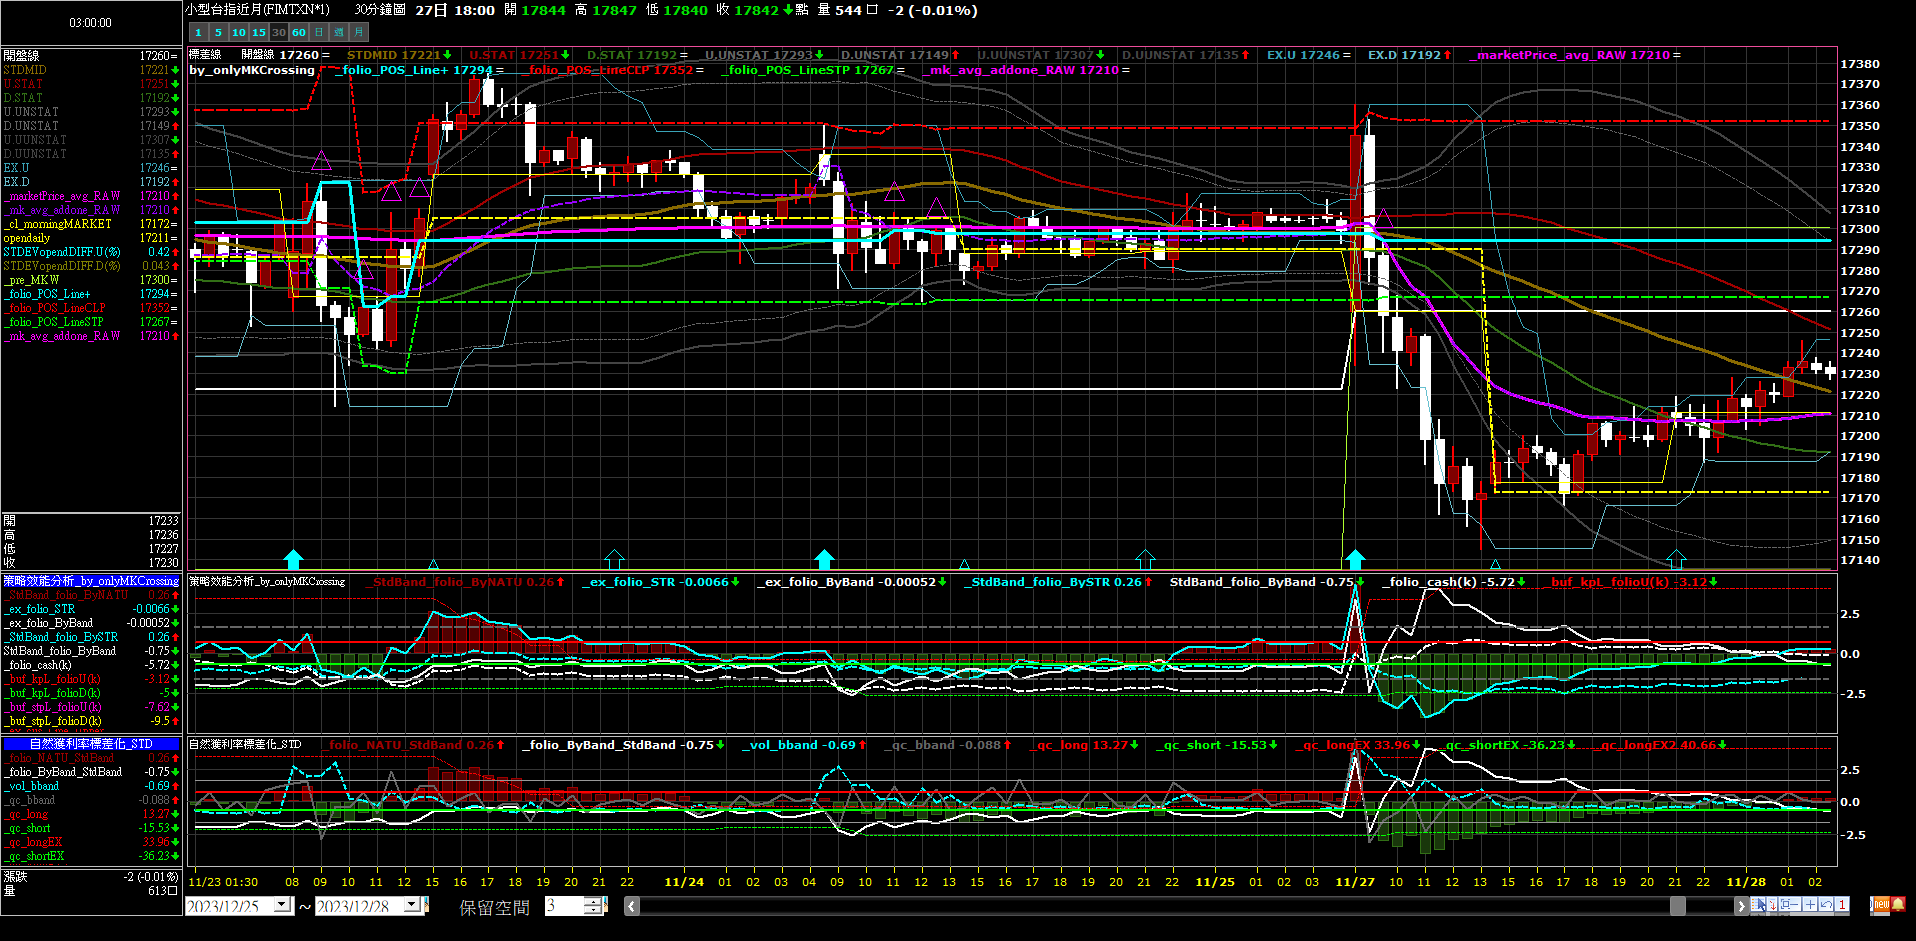 小型台指近月(FIMTXN*1) 30分鐘圖 27日 18:00 開 17844 高 17847 低 17840 收 17842 點 量 544 口 -2 (-0.01%)
03:00:00
1 5 10 15 30 60 日 週 月
標差線 開盤線 17260= STDMID 17221 U.STAT 17251 D.STAT 17192= U.UNSTAT 17293 D.UNSTAT 17149 U.UUNSTAT 17307 D.UUNSTAT 17135 EX.U 17246= EX.D 17192 _marketPrice_avg_RAW 17210=
by_onlyMKCrossing _folio_POS_Line+ 17294= _folio_POS_LineCLP 17352= _folio_POS_LineSTP 17267= _mk_avg_addone_RAW 17210=
開盤線 17260=
STDMID 17221
U.STAT 17251
D.STAT 17192
U.UNSTAT 17293
D.UNSTAT 17149
U.UUNSTAT 17307
D.UUNSTAT 17135
EX.U 17246=
EX.D 17192
_marketPrice_avg_RAW 17210
_mk_avg_addone_RAW 17210
_cl_morningMARKET 17172=
opendaily 17211=
STDEVopendDIFF.U(%) 0.42
STDEVopendDIFF.D(%) 0.043
_pre_MKW 17300=
_folio_POS_Line+ 17294=
_folio_POS_LineCLP 17352=
_folio_POS_LineSTP 17267=
_mk_avg_addone_RAW 17210
17380
17370
17360
17350
17340
17330
17320
17310
17300
17290
17280
17270
17260
17250
17240
17230
17220
17210
17200
17190
17180
17170
17160
17150
17140
開 17233
高 17236
低 17227
收 17230
策略效能分析_by_onlyMKCrossing
_StdBand_folio_ByNATU 0.26
_ex_folio_STR -0.0066
_ex_folio_ByBand -0.00052
_StdBand_folio_BySTR 0.26
StdBand_folio_ByBand -0.75
_folio_cash(k) -5.72
_buf_kpL_folioU(k) -3.12
_buf_kpL_folioD(k) -5
_buf_stpL_folioU(k) -7.62
_buf_stpL_folioD(k) -9.5
策略效能分析_by_onlyMKCrossing _StdBand_folio_ByNATU 0.26 _ex_folio_STR -0.0066 _ex_folio_ByBand -0.00052 _StdBand_folio_BySTR 0.26 StdBand_folio_ByBand -0.75 _folio_cash(k) -5.72 _buf_kpL_folioU(k) -3.12
2.5
0.0
-2.5
自然獲利率標差化_STD
_folio_NATU_StdBand 0.26
_folio_ByBand_StdBand -0.75
_vol_bband -0.69
_qc_bband -0.088
_qc_long 13.27
_qc_short -15.53
_qc_longEX 33.96
_qc_shortEX -36.23
自然獲利率標差化_STD _folio_NATU_StdBand 0.26 _folio_ByBand_StdBand -0.75 _vol_bband -0.69 _qc_bband -0.088 _qc_long 13.27 _qc_short -15.53 _qc_longEX 33.96 _qc_shortEX -36.23 _qc_longEX2 40.66
2.5
0.0
-2.5
漲跌 -2 (-0.01%)
量 613口
11/23 01:30 08 09 10 11 12 15 16 17 18 19 20 21 22 11/24 01 02 03 04 09 10 11 12 15 16 17 18 19 20 21 22 11/25 01 02 03 11/27 10 11 12 13 15 16 17 18 19 20 21 22 11/28 01 02
2023/12/25 ~ 2023/12/28 保留空間 3
1 new